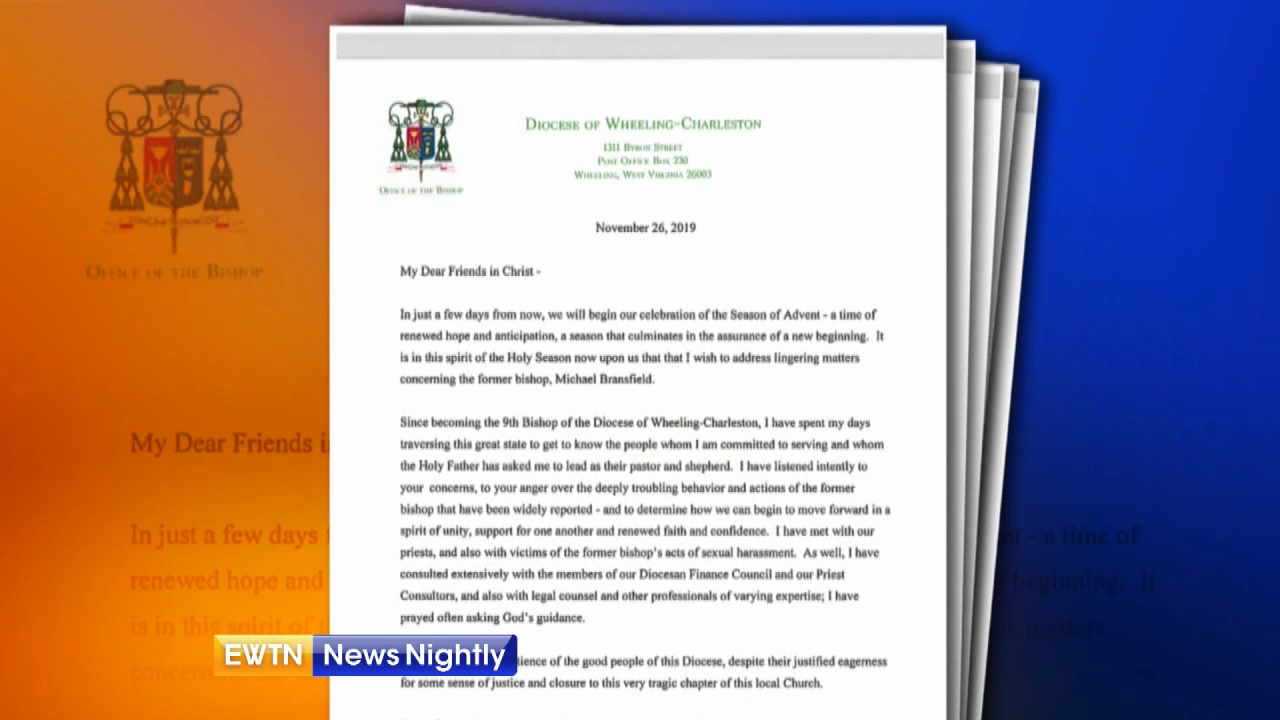 DIOCESE OF WHEELING-CHARLESTON
1311 BYRON STREET
POST OFFICE BOX 230
WHEELING, WEST VIRGINIA 26003
OFFICE OF THE BISHOP
OFFICE OF THE BISHOP
November 26, 2019
My Dear Friends in Christ -
In just a few days from now, we will begin our celebration of the Season of Advent - a time of
renewed hope and anticipation, a season that culminates in the assurance of a new beginning. It
is in this spirit of the Holy Season now upon us that that I wish to address lingering matters
concerning the former bishop, Michael Bransfield.
Since becoming the 9th Bishop of the Diocese of Wheeling-Charleston, I have spent my days
traversing this great state to get to know the people whom I am committed to serving and whom
the Holy Father has asked me to lead as their pastor and shepherd. I have listened intently to
your concerns, to your anger over the deeply troubling behavior and actions of the former
bishop that have been widely reported - and to determine how we can begin to move forward in a
spirit of unity, support for one another and renewed faith and confidence. I have met with our
priests, and also with victims of the former bishop's acts of sexual harassment. As well, I have
consulted extensively with the members of our Diocesan Finance Council and our Priest
Consultors, and also with legal counsel and other professionals of varying expertise; I have
prayed often asking God's guidance.
tience of the good people of this Diocese, despite their justified eagerness
for some sense of justice and closure to this very tragic chapter of this local Church.
My Dear Friends i
In just a few days
- a time of
renewed hope and
beginning. It
is in this spirit of
EWTN News Nightly